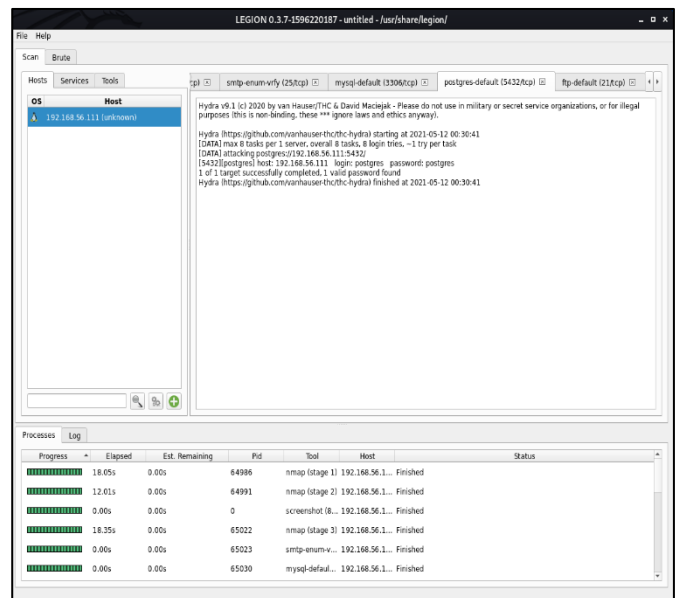 LEGION 0.3.7-1596220187 - untitled - /usr/share/legion/
File Help
Scan Brute
Hosts Services Tools
:p) smtp-enum-vrfy (25/tcp) mysql-default (3306/tcp) postgres-default (5432/tcp) ftp-default (21/tcp)
OS Host
192.168.56.111 (unknown)
Hydra v9.1 (c) 2020 by van Hauser/THC & David Maciejak - Please do not use in military or secret service organizations, or for illegal
purposes (this is non-binding, these *** ignore laws and ethics anyway).
Hydra (https://github.com/vanhauser-thc/thc-hydra) starting at 2021-05-12 00:30:41
[DATA] max 8 tasks per 1 server, overall 8 tasks, 8 login tries, ~1 try per task
[DATA] attacking postgres://192.168.56.111:5432/
[5432][postgres] host: 192.168.56.111 login: postgres password: postgres
1 of 1 target successfully completed, 1 valid password found
Hydra (https://github.com/vanhauser-thc/thc-hydra) finished at 2021-05-12 00:30:41
Processes Log
Progress Elapsed Est. Remaining Pid Tool Host Status
18.05s 0.00s 64986 nmap (stage 1) 192.168.56.1... Finished
12.01s 0.00s 64991 nmap (stage 2) 192.168.56.1... Finished
0.00s 0.00s 0 screenshot (8... 192.168.56.1... Finished
18.35s 0.00s 65022 nmap (stage 3) 192.168.56.1... Finished
0.00s 0.00s 65023 smtp-enum-v... 192.168.56.1... Finished
0.00s 0.00s 65030 mysql-defaul... 192.168.56.1... Finished